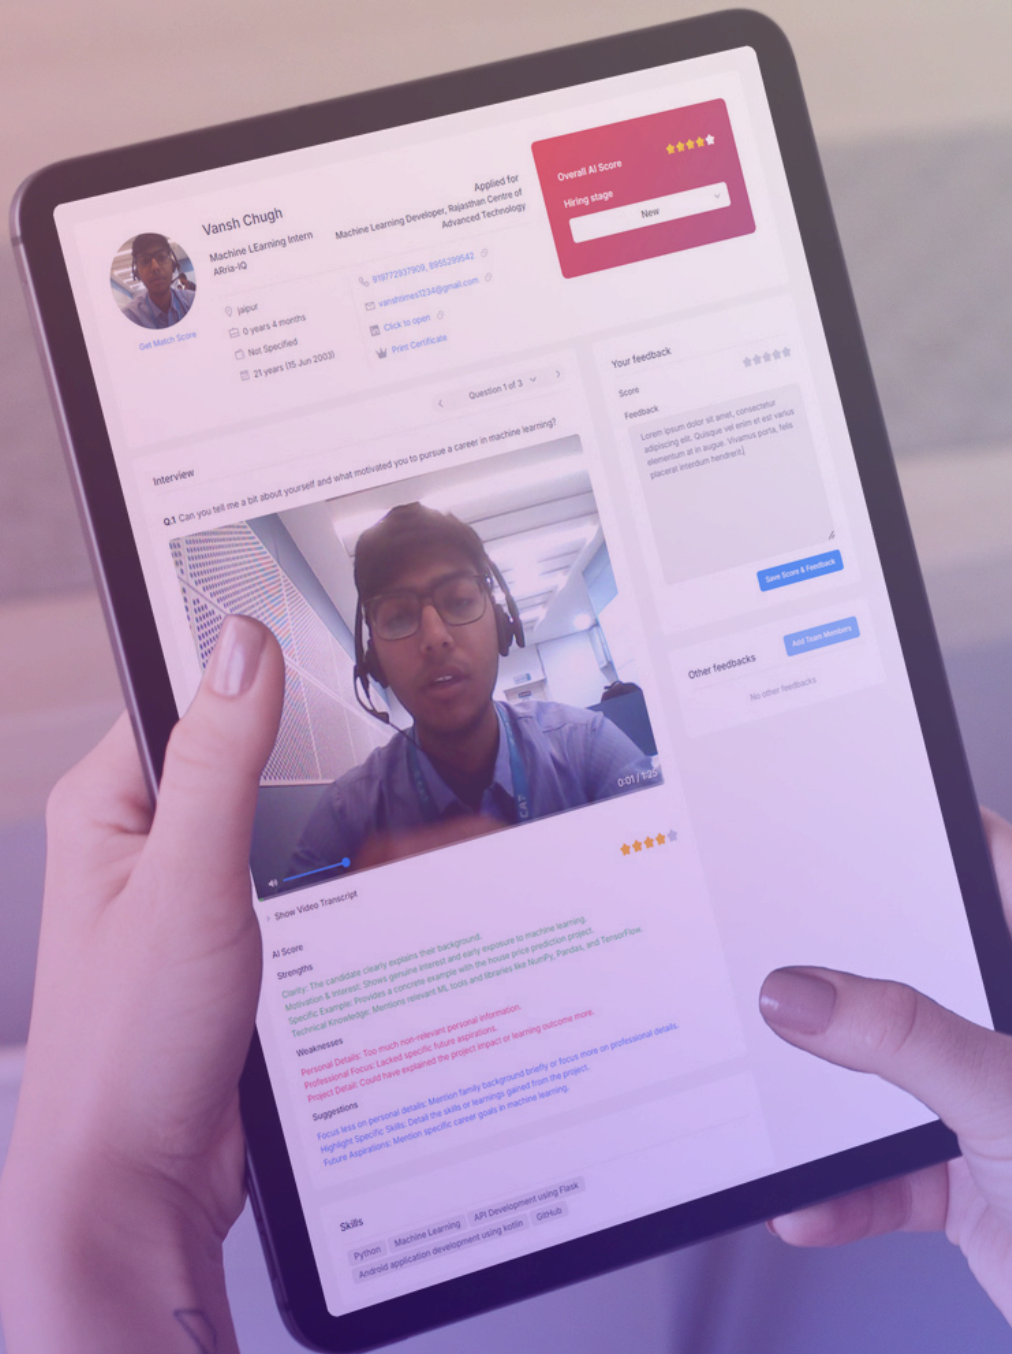 Vansh Chugh
Machine LEarning Intern
ARria-IQ
Get Match Score
jaipur
0 years 4 months
Not Specified
21 years (15 Jun 2003)
Applied for
Machine Learning Developer, Rajasthan Centre of
Advanced Technology
919772937909, 8955289542
vanshtimes1234@gmail.com
Click to open
Print Certificate
Overall AI Score
Hiring stage
New
Interview
Question 1 of 3
Q.1 Can you tell me a bit about yourself and what motivated you to pursue a career in machine learning?
0:01 / 1:35
Show Video Transcript
AI Score
Strengths
Clarity: The candidate clearly explains their background.
Motivation & Interest: Shows genuine interest and early exposure to machine learning.
Specific Example: Provides a concrete example with the house price prediction project.
Technical Knowledge: Mentions relevant ML tools and libraries like NumPy, Pandas, and TensorFlow.
Weaknesses
Personal Details: Too much non-relevant personal information.
Professional Focus: Lacked specific future aspirations.
Project Detail: Could have explained the project impact or learning outcome more.
Suggestions
Focus less on personal details: Mention family background briefly or focus more on professional details.
Highlight Specific Skills: Detail the skills or learnings gained from the project.
Future Aspirations: Mention specific career goals in machine learning.
Skills
Python
Machine Learning
API Development using Flask
Android application development using kotlin
GitHub
Your feedback
Score
Feedback
Lorem ipsum dolor sit amet, consectetur
adipiscing elit. Quisque vel enim et est varius
elementum at in augue. Vivamus porta, felis
placerat interdum hendrerit,
Save Score & Feedback
Other feedbacks
Add Team Members
No other feedbacks